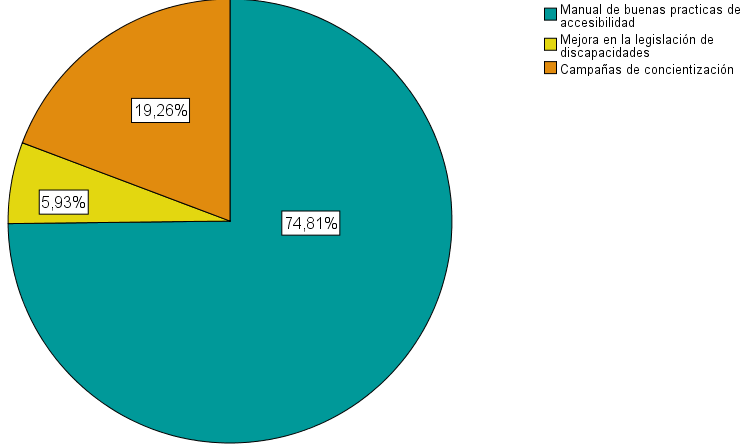 Manual de buenas practicas de
accesibilidad
Mejora en la legislación de
discapacidades
Campañas de concientización
19,26%
5,93%
74,81%